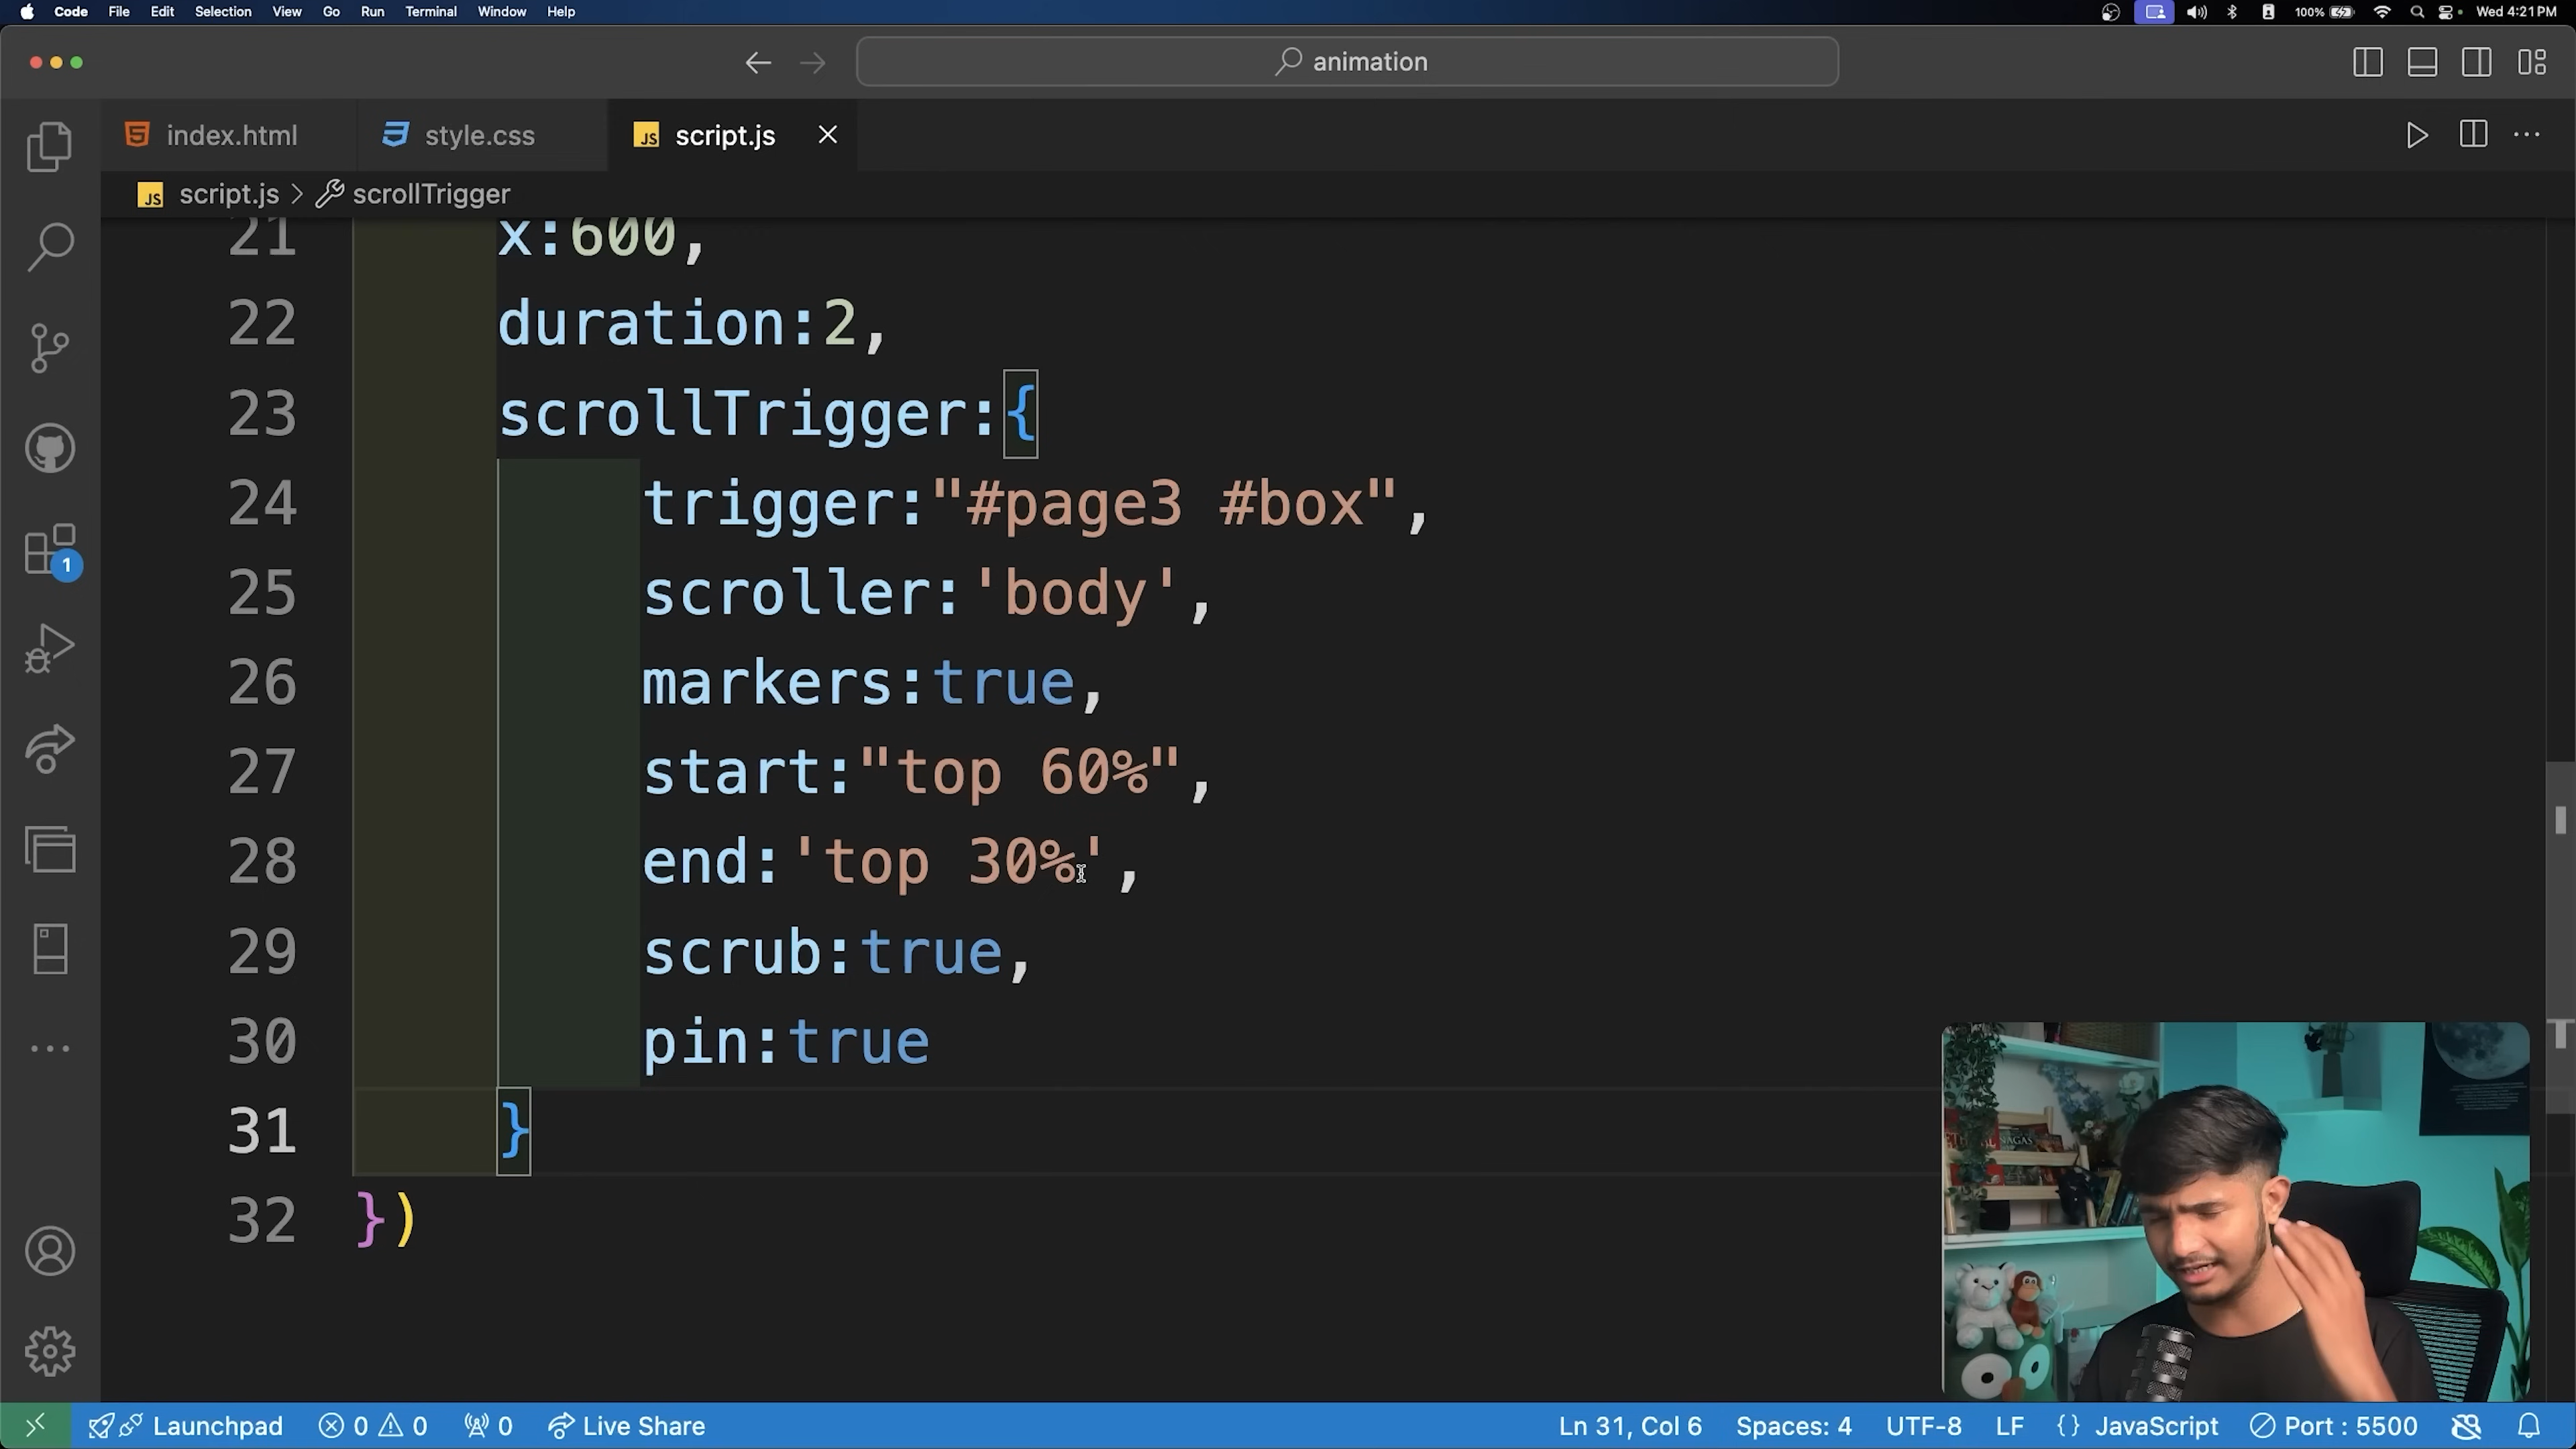 Code File Edit Selection View Go Run Terminal Window Help 100% Wed 4:21 PM
animation
index.html style.css JS script.js
JS script.js > scrollTrigger
21 x:600,
22 duration:2,
23 scrollTrigger:{
24 trigger:"#page3 #box",
25 scroller:'body',
26 markers:true,
27 start:"top 60%",
28 end:'top 30%',
29 scrub:true,
30 pin:true
31 }
32 })
1
NAGAS
Launchpad 0 0 0 Live Share Ln 31, Col 6 Spaces: 4 UTF-8 LF {} JavaScript Port : 5500